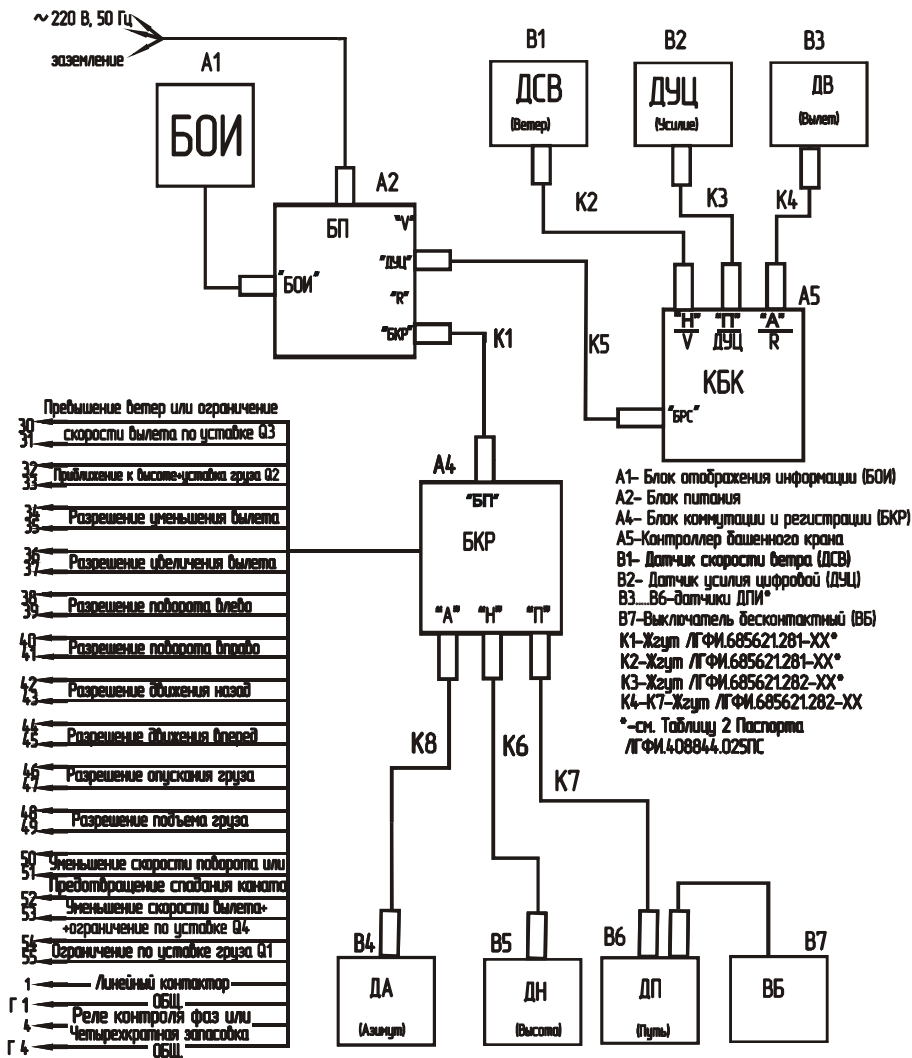 ~ 220 В, 50 Гц
заземление
А1
БОИ
А2
БП
"V"
"ДУЦ"
"БОИ"
"R"
"БКР"
В1
ДСВ
(Ветер)
В2
ДУЦ
(Усилие)
В3
ДВ
(Вылет)
К2
К3
К4
А5
"Н"
V
"П"
ДУЦ
"А"
R
КБК
"БРС"
К1
К5
А4
"БП"
БКР
"А" "Н" "П"
30 Превышение ветер или ограничение
31 скорости вылета по уставке Q3
32
33 Приближение к высоте+уставка груза Q2
34
35 Разрешение уменьшения вылета
36
37 Разрешение увеличения вылета
38
39 Разрешение поворота влево
40
41 Разрешение поворота вправо
42
43 Разрешение движения назад
44
45 Разрешение движения вперед
46
47 Разрешение опускания груза
48
49 Разрешение подъема груза
50
51 Уменьшение скорости поворота или
52 Предотвращение спадания каната
53 Уменьшение скорости вылета+
54 +ограничение по уставке Q4
55 Ограничение по уставке груза Q1
1 Линейный контактор
Г 1 ОБЩ.
4 Реле контроля фаз или
Четырехкратная запасовка
Г 4 ОБЩ.
А1– Блок отображения информации (БОИ)
А2– Блок питания
А4– Блок коммутации и регистрации (БКР)
А5–Контроллер башенного крана
В1– Датчик скорости ветра (ДСВ)
В2– Датчик усилия цифровой (ДУЦ)
В3....В6–датчики ДПИ*
В7–Выключатель бесконтактный (ВБ)
К1–Жгут ЛГФИ.685621.281–ХХ*
К2–Жгут ЛГФИ.685621.281–ХХ*
К3–Жгут ЛГФИ.685621.282–ХХ*
К4–К7–Жгут ЛГФИ.685621.282–ХХ
*–см. Таблицу 2 Паспорта
ЛГФИ.408844.025ПС
К8
К6
К7
В4
ДА
(Азимут)
В5
ДН
(Высота)
В6
ДП
(Путь)
В7
ВБ